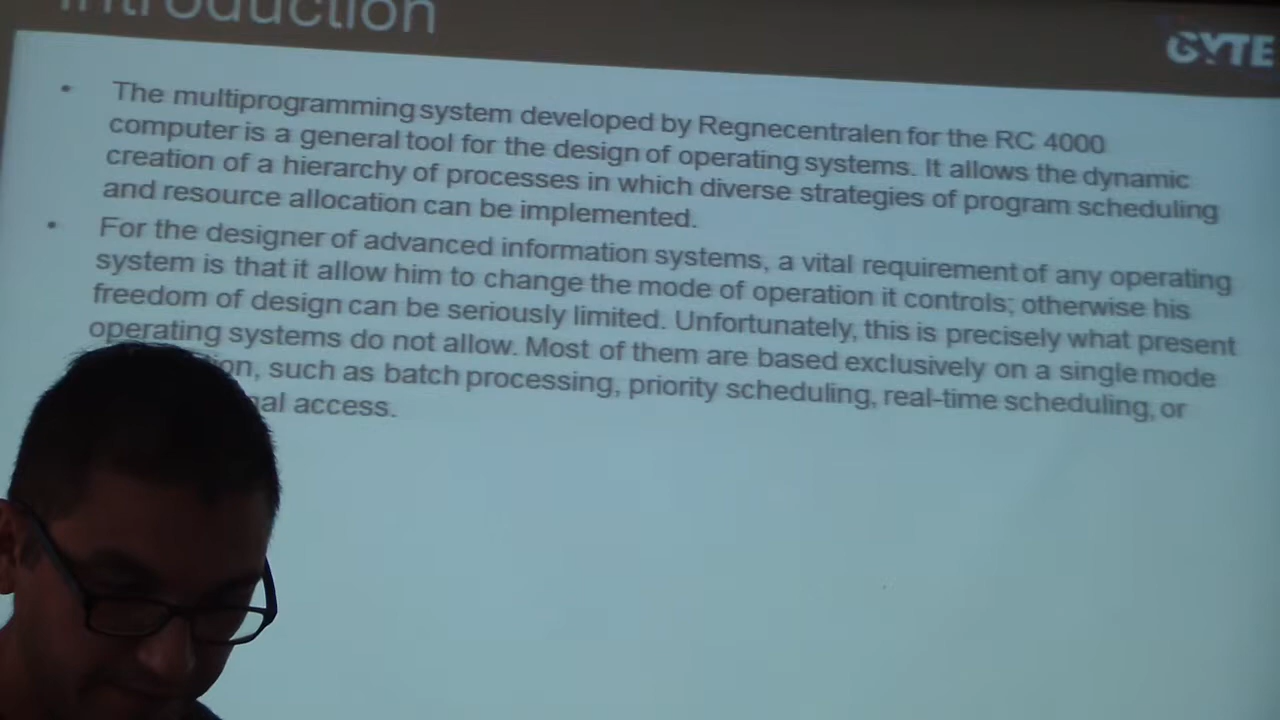 Introduction
GYTE
• The multiprogramming system developed by Regnecentralen for the RC 4000
computer is a general tool for the design of operating systems. It allows the dynamic
creation of a hierarchy of processes in which diverse strategies of program scheduling
and resource allocation can be implemented.
• For the designer of advanced information systems, a vital requirement of any operating
system is that it allow him to change the mode of operation it controls; otherwise his
freedom of design can be seriously limited. Unfortunately, this is precisely what present
operating systems do not allow. Most of them are based exclusively on a single mode
such as batch processing, priority scheduling, real-time scheduling, or
access.